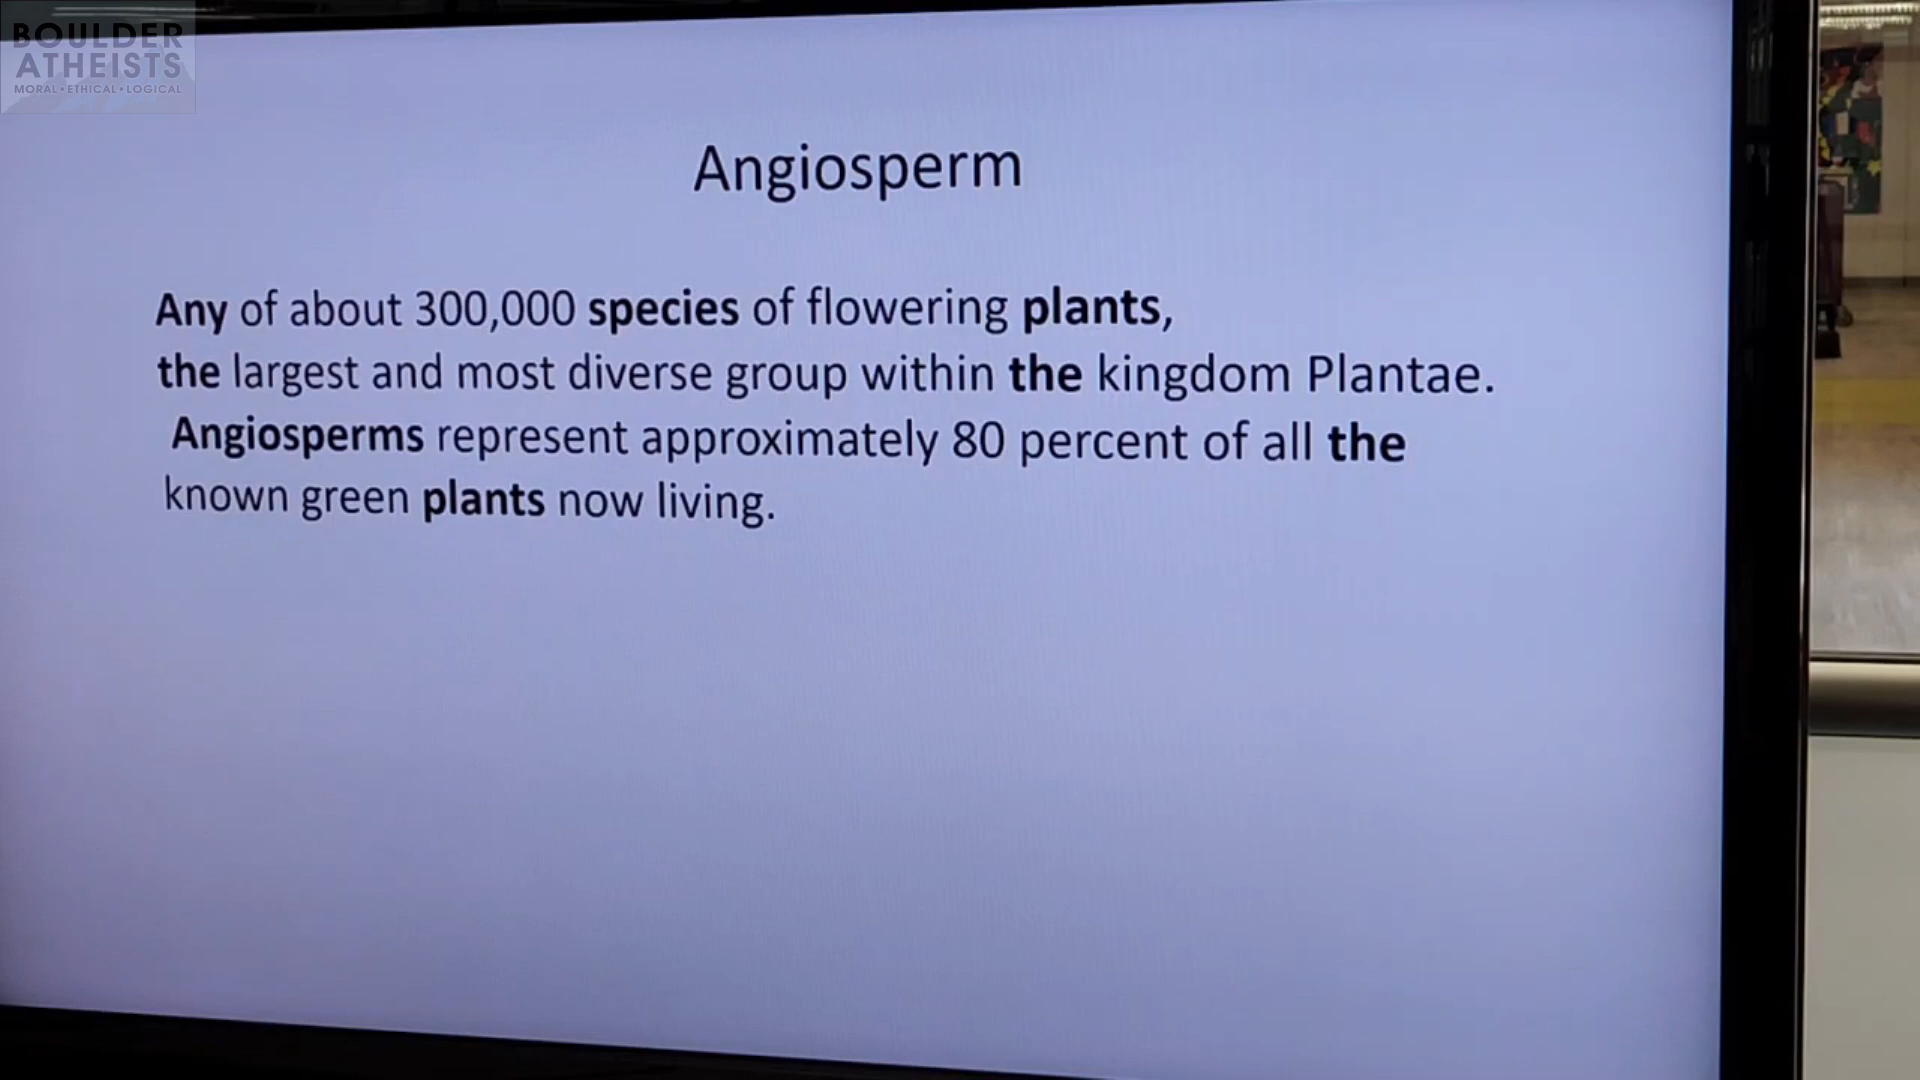 BOULDER
ATHEISTS
MORAL•ETHICAL•LOGICAL
Angiosperm
Any of about 300,000 species of flowering plants,
the largest and most diverse group within the kingdom Plantae.
Angiosperms represent approximately 80 percent of all the
known green plants now living.